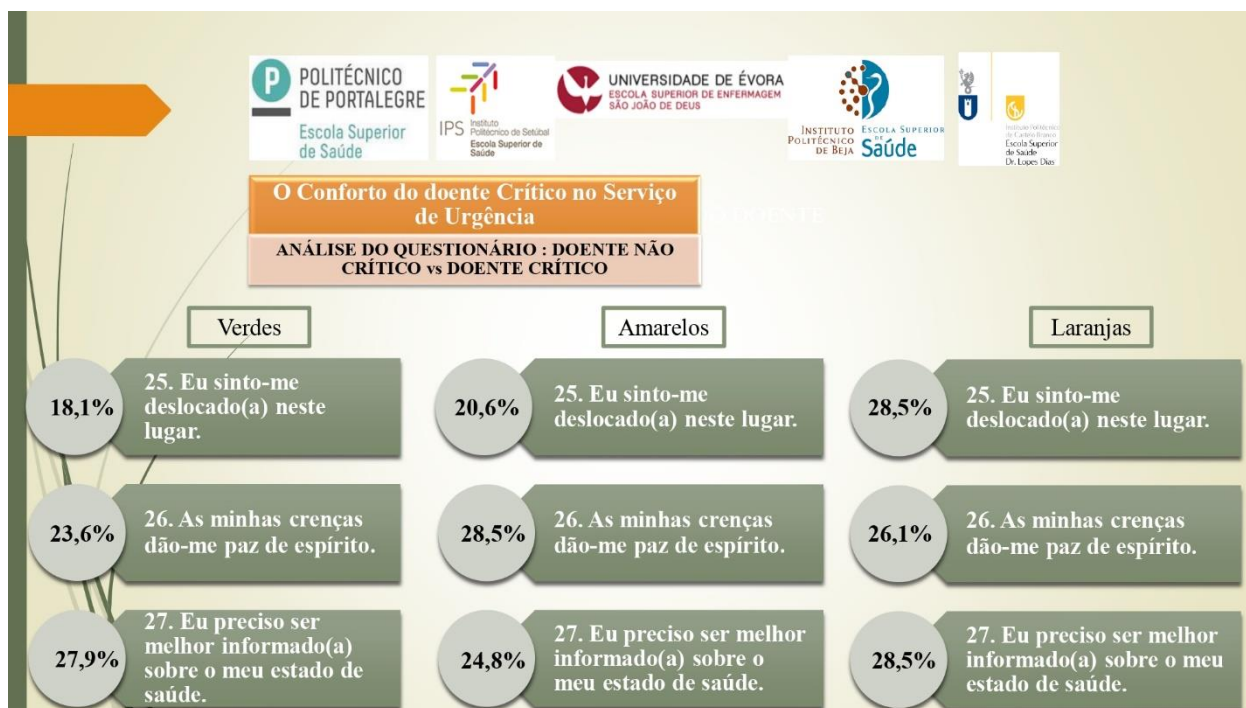 POLITÉCNICO
DE PORTALEGRE
Escola Superior
de Saúde
IPS
Instituto
Politécnico de Setúbal
Escola Superior de
Saúde
UNIVERSIDADE DE ÉVORA
ESCOLA SUPERIOR DE ENFERMAGEM
SÃO JOÃO DE DEUS
INSTITUTO
POLITÉCNICO
DE BEJA
ESCOLA SUPERIOR
DE
Saúde
Instituto Politécnico
de Castelo Branco
Escola Superior
de Saúde
Dr. Lopes Dias
O Conforto do doente Crítico no Serviço
de Urgência
DOENTE
ANÁLISE DO QUESTIONÁRIO : DOENTE NÃO
CRÍTICO vs DOENTE CRÍTICO
Verdes
18,1%
25. Eu sinto-me
deslocado(a) neste
lugar.
23,6%
26. As minhas crenças
dão-me paz de espírito.
27,9%
27. Eu preciso ser
melhor informado(a)
sobre o meu estado de
saúde.
Amarelos
20,6%
25. Eu sinto-me
deslocado(a) neste lugar.
28,5%
26. As minhas crenças
dão-me paz de espírito.
24,8%
27. Eu preciso ser melhor
informado(a) sobre o
meu estado de saúde.
Laranjas
28,5%
25. Eu sinto-me
deslocado(a) neste lugar.
26,1%
26. As minhas crenças
dão-me paz de espírito.
28,5%
27. Eu preciso ser melhor
informado(a) sobre o meu
estado de saúde.